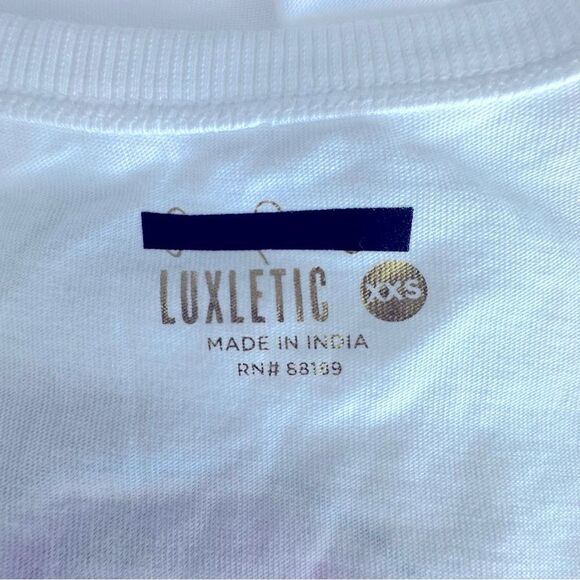 LUXLETIC
XXS
MADE IN INDIA
RN# 88189